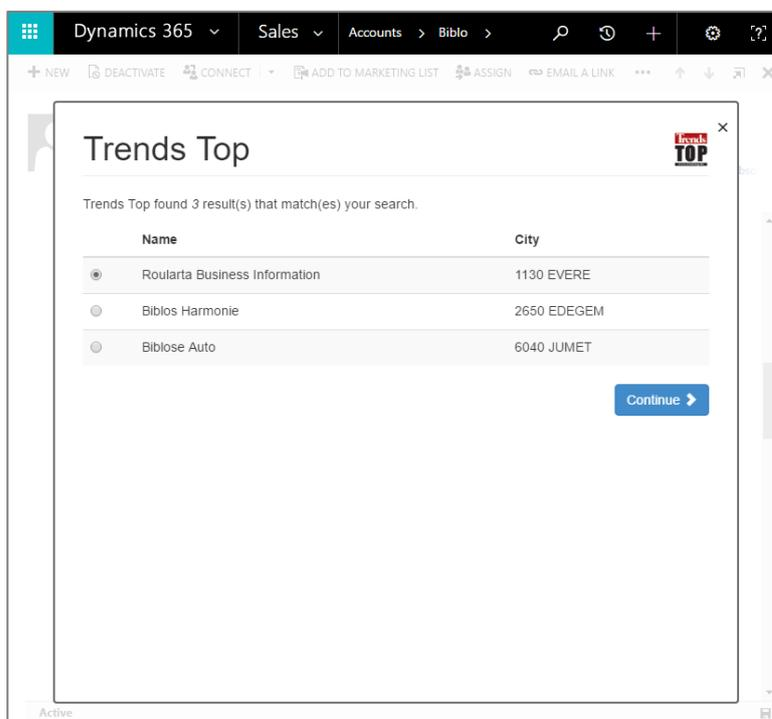 Dynamics 365 Sales Accounts > Biblo >
NEW DEACTIVATE CONNECT ADD TO MARKETING LIST ASSIGN EMAIL A LINK
Trends Top
Trends
TOP
Trends Top found 3 result(s) that match(es) your search.
Name City
Roularta Business Information 1130 EVERE
Biblos Harmonie 2650 EDEGEM
Biblose Auto 6040 JUMET
Continue
Active